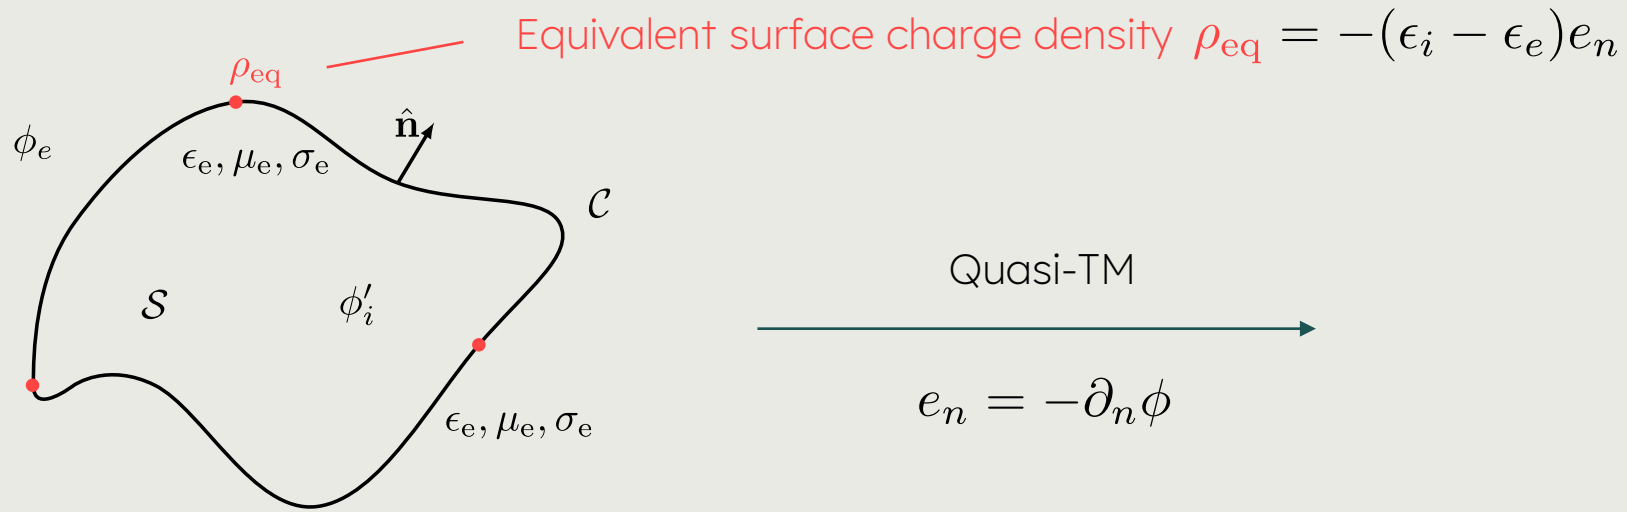 Equivalent surface charge density ρ_eq = −(ϵ_i − ϵ_e)e_n
ρ_eq
n̂
ϕ_e
ϵ_e, μ_e, σ_e
𝒞
Quasi-TM
𝒮
ϕ′_i
e_n = −∂_nϕ
ϵ_e, μ_e, σ_e